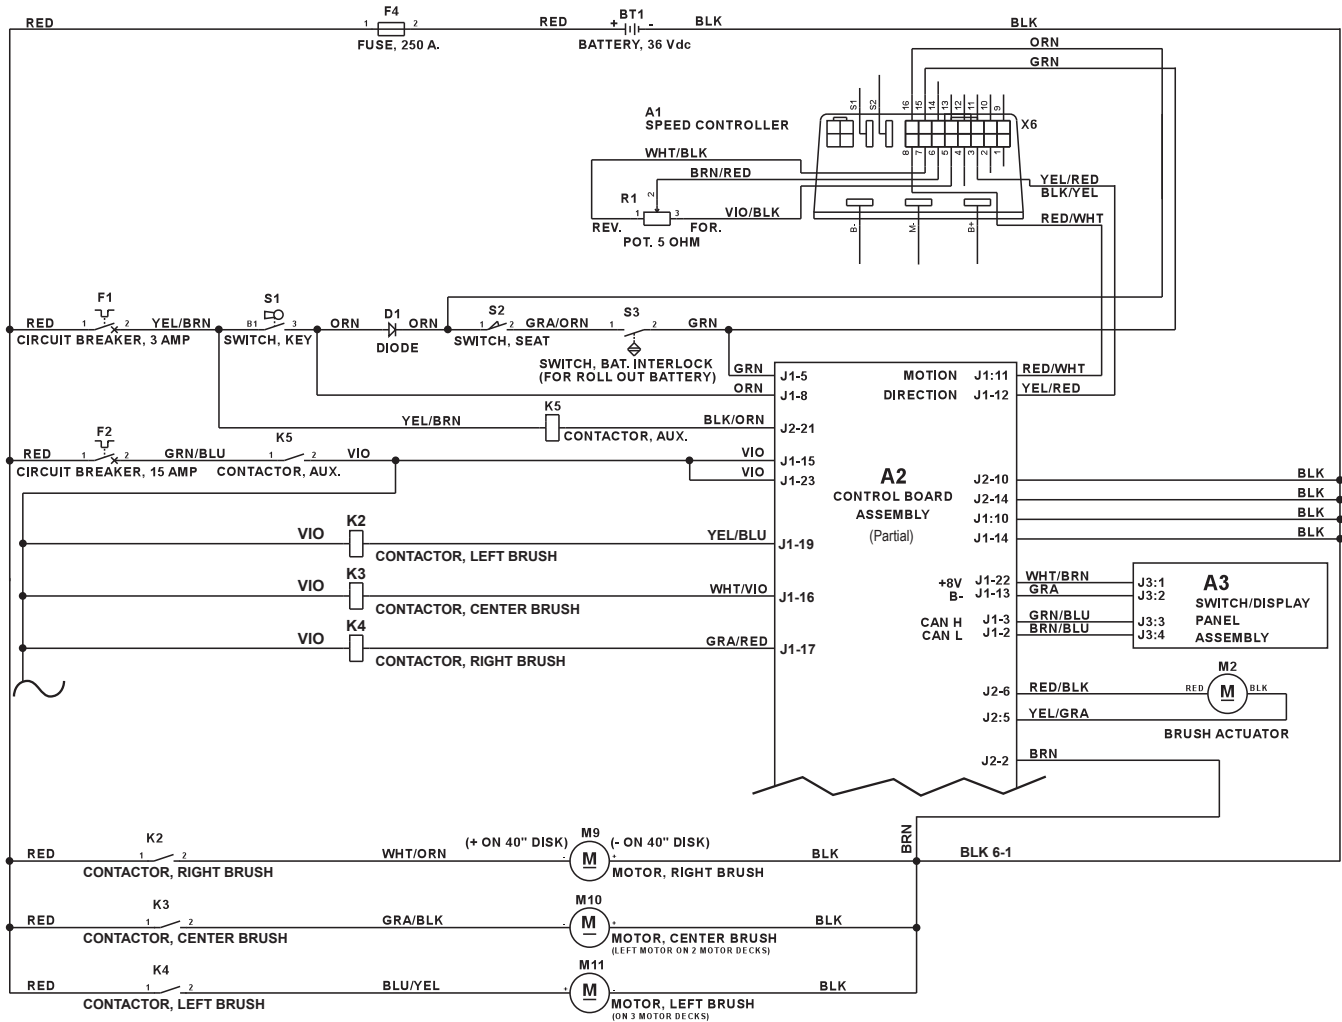 RED
F4
1 2
FUSE, 250 A.
RED
BT1
+ -
BATTERY, 36 Vdc
BLK
BLK
ORN
GRN
A1
SPEED CONTROLLER
S1
S2
16 15 14 13 12 11 10 9
X6
8 7 6 5 4 3 2 1
WHT/BLK
BRN/RED
YEL/RED
BLK/YEL
R1
2
1 3
VIO/BLK
REV. FOR.
POT. 5 OHM
RED/WHT
B- M- B+
F1
RED 1 2 YEL/BRN
CIRCUIT BREAKER, 3 AMP
S1
B1 3
SWITCH, KEY
ORN
D1
ORN
DIODE
S2
1 2
SWITCH, SEAT
GRA/ORN
S3
1 2
GRN
SWITCH, BAT. INTERLOCK
(FOR ROLL OUT BATTERY)
GRN J1-5
ORN J1-8
MOTION J1:11 RED/WHT
DIRECTION J1-12 YEL/RED
YEL/BRN
K5
CONTACTOR, AUX.
BLK/ORN J2-21
F2
RED 1 2 GRN/BLU
CIRCUIT BREAKER, 15 AMP
K5
1 2
CONTACTOR, AUX.
VIO
VIO J1-15
VIO J1-23
A2
CONTROL BOARD
ASSEMBLY
(Partial)
J2-10 BLK
J2-14 BLK
J1:10 BLK
J1-14 BLK
VIO K2 YEL/BLU J1-19
CONTACTOR, LEFT BRUSH
VIO K3 WHT/VIO J1-16
CONTACTOR, CENTER BRUSH
VIO K4 GRA/RED J1-17
CONTACTOR, RIGHT BRUSH
+8V J1-22 WHT/BRN J3:1
B- J1-13 GRA J3:2
CAN H J1-3 GRN/BLU J3:3
CAN L J1-2 BRN/BLU J3:4
A3
SWITCH/DISPLAY
PANEL
ASSEMBLY
M2
J2-6 RED/BLK RED M BLK
J2:5 YEL/GRA
BRUSH ACTUATOR
J2-2 BRN
BRN
K2
RED 1 2 WHT/ORN
CONTACTOR, RIGHT BRUSH
(+ ON 40" DISK) M9 (- ON 40" DISK)
- M +
MOTOR, RIGHT BRUSH
BLK
BLK 6-1
K3
RED 1 2 GRA/BLK
CONTACTOR, CENTER BRUSH
M10
- M +
MOTOR, CENTER BRUSH
(LEFT MOTOR ON 2 MOTOR DECKS)
BLK
K4
RED 1 2 BLU/YEL
CONTACTOR, LEFT BRUSH
M11
+ M -
MOTOR, LEFT BRUSH
(ON 3 MOTOR DECKS)
BLK